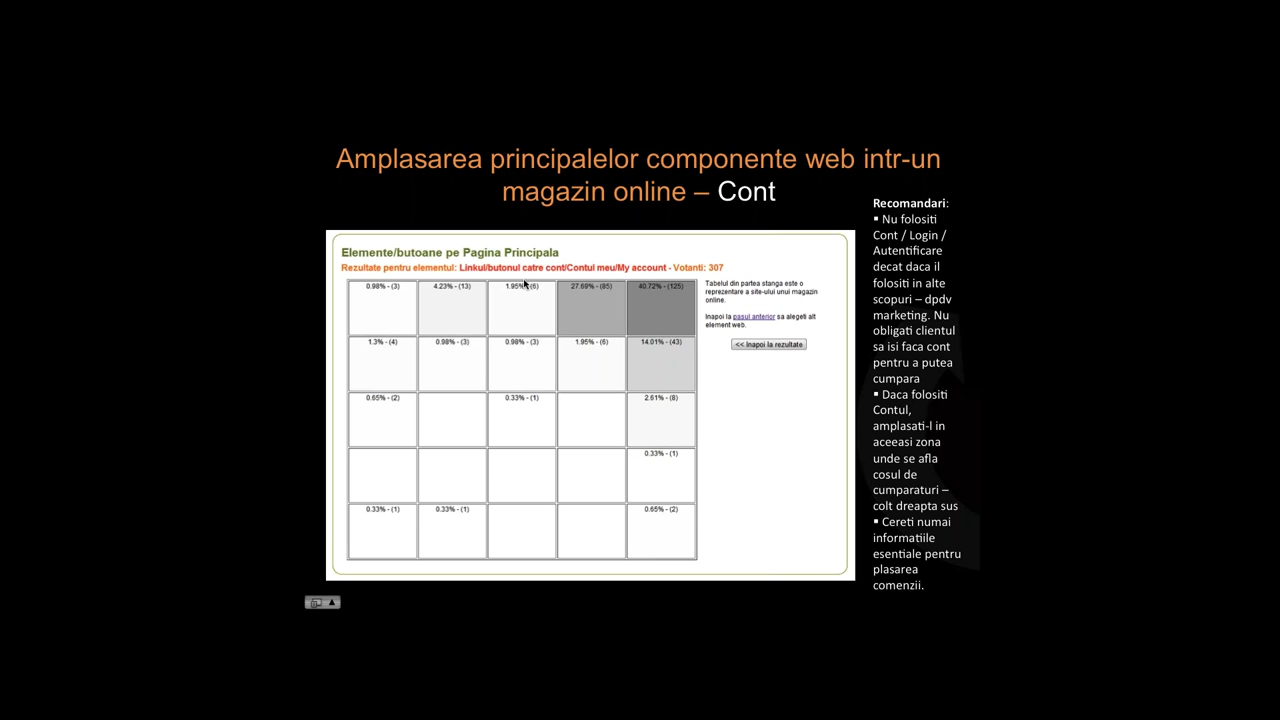 Amplasarea principalelor componente web intr-un
magazin online – Cont
Elemente/butoane pe Pagina Principala
Rezultate pentru elementul: Linkul/butonul catre cont/Contul meu/My account - Votanti: 307
0.98% - (3) 4.23% - (13) 1.95% - (6) 27.69% - (85) 40.72% - (125)
1.3% - (4) 0.98% - (3) 0.98% - (3) 1.95% - (6) 14.01% - (43)
0.65% - (2) 0.33% - (1) 2.61% - (8)
0.33% - (1)
0.33% - (1) 0.33% - (1) 0.65% - (2)
Tabelul din partea stanga este o
reprezentare a site-ului unui magazin
online.
Inapoi la pasul anterior sa alegeti alt
element web.
<< Inapoi la rezultate
Recomandari:
▪ Nu folositi
Cont / Login /
Autentificare
decat daca il
folositi in alte
scopuri – dpdv
marketing. Nu
obligati clientul
sa isi faca cont
pentru a putea
cumpara
▪ Daca folositi
Contul,
amplasati-l in
aceeasi zona
unde se afla
cosul de
cumparaturi –
colt dreapta sus
▪ Cereti numai
informatiile
esentiale pentru
plasarea
comenzii.